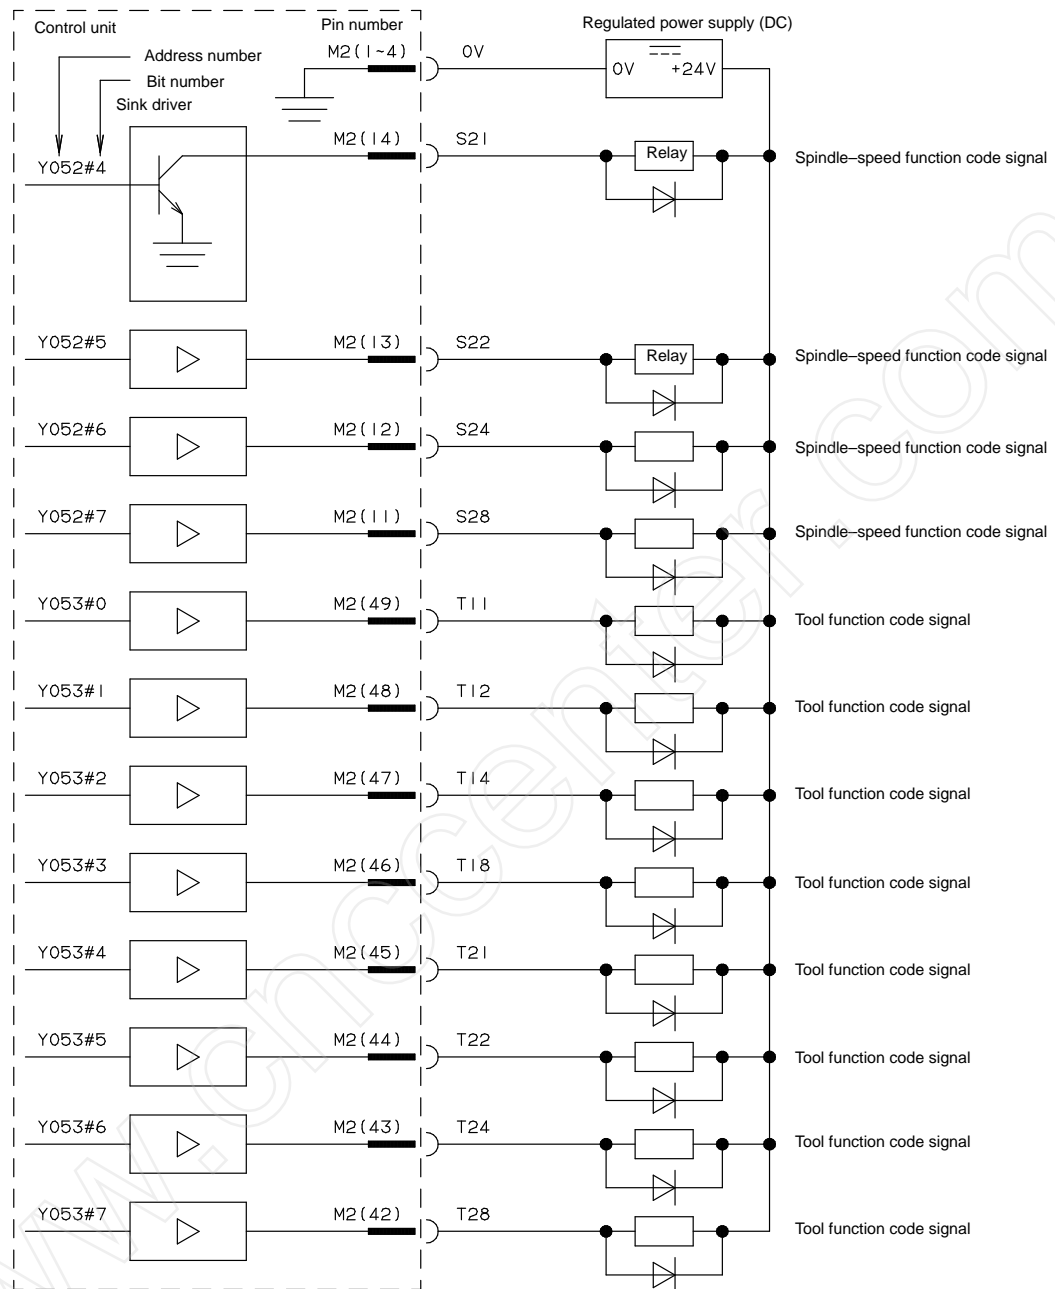 Control unit
Pin number
Regulated power supply (DC)
Address number
M2(1~4)
0V
0V
+24V
Bit number
Sink driver
Y052#4
M2(14)
S21
Relay
Spindle–speed function code signal
Y052#5
M2(13)
S22
Relay
Spindle–speed function code signal
Y052#6
M2(12)
S24
Spindle–speed function code signal
Y052#7
M2(11)
S28
Spindle–speed function code signal
Y053#0
M2(49)
T11
Tool function code signal
Y053#1
M2(48)
T12
Tool function code signal
Y053#2
M2(47)
T14
Tool function code signal
Y053#3
M2(46)
T18
Tool function code signal
Y053#4
M2(45)
T21
Tool function code signal
Y053#5
M2(44)
T22
Tool function code signal
Y053#6
M2(43)
T24
Tool function code signal
Y053#7
M2(42)
T28
Tool function code signal
www.cnccenter.com